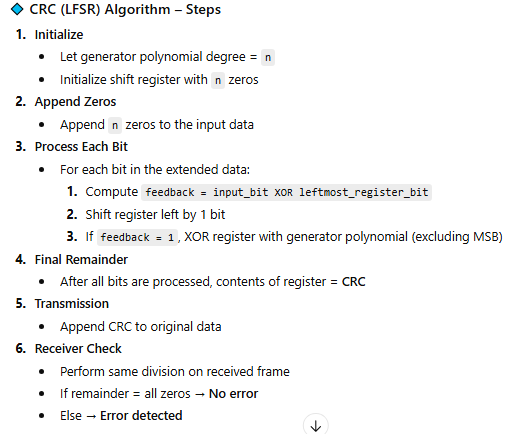 CRC (LFSR) Algorithm – Steps
1. Initialize
• Let generator polynomial degree = n
• Initialize shift register with n zeros
2. Append Zeros
• Append n zeros to the input data
3. Process Each Bit
• For each bit in the extended data:
1. Compute feedback = input_bit XOR leftmost_register_bit
2. Shift register left by 1 bit
3. If feedback = 1, XOR register with generator polynomial (excluding MSB)
4. Final Remainder
• After all bits are processed, contents of register = CRC
5. Transmission
• Append CRC to original data
6. Receiver Check
• Perform same division on received frame
• If remainder = all zeros → No error
• Else → Error detected